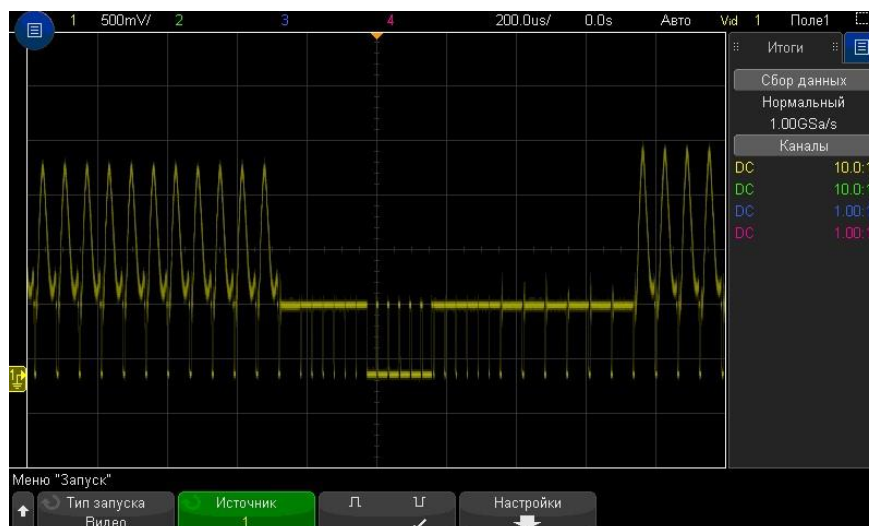 1 500mV/ 2 3 4 200.0us/ 0.0s Авто Vid 1 Поле1
Итоги
Сбор данных
Нормальный
1.00GSa/s
Каналы
DC 10.0:1
DC 10.0:1
DC 1.00:1
DC 1.00:1
1
Меню "Запуск"
Тип запуска Источник Настройки
Видео 1